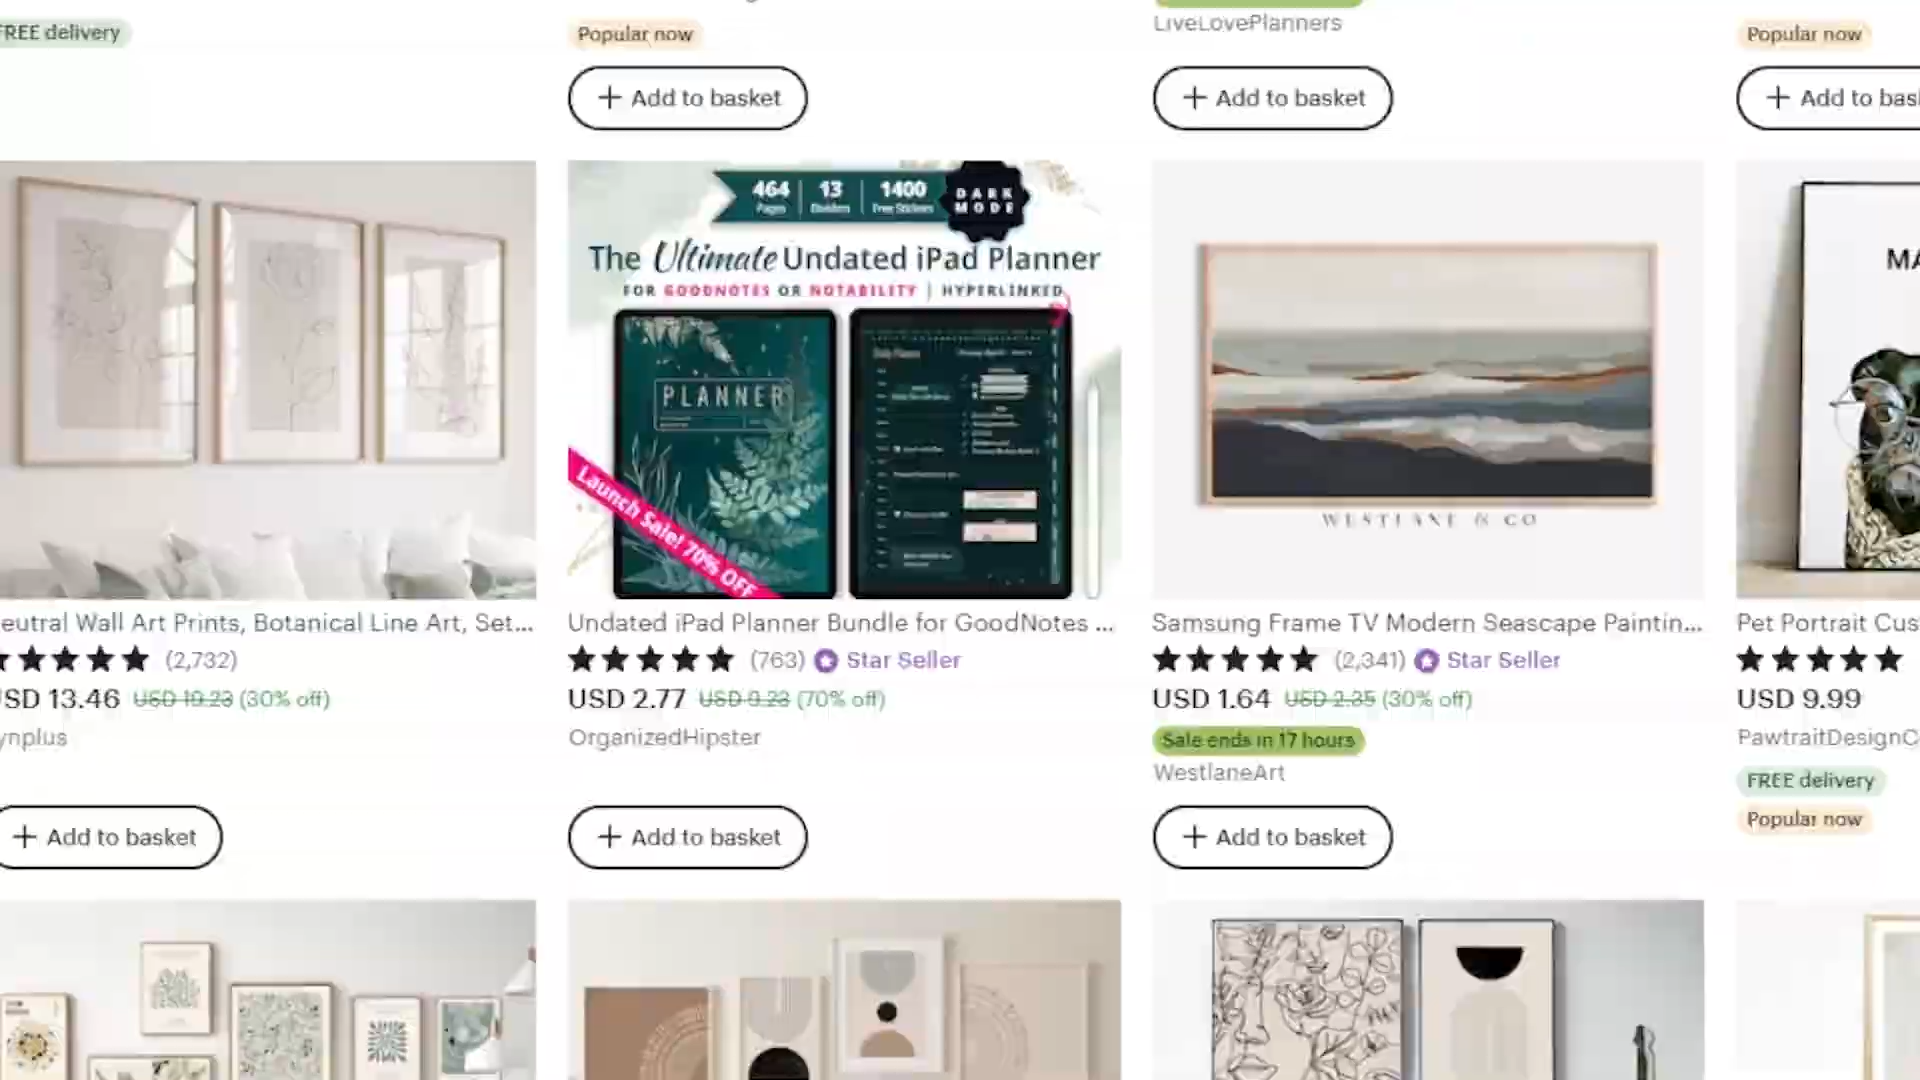 FREE delivery
Popular now
LiveLovePlanners
Popular now
Add to basket
Add to basket
Add to bas
464 13 1400
Pages Dividers Free Stickers
DARK
MODE
The Ultimate Undated iPad Planner
FOR GOODNOTES OR NOTABILITY | HYPERLINKED
PLANNER
Launch Sale! 70% OFF
WESTLANE & CO
MA
eutral Wall Art Prints, Botanical Line Art, Set...
(2,732)
USD 13.46 USD 19.23 (30% off)
ynplus
Add to basket
Undated iPad Planner Bundle for GoodNotes ...
(763) Star Seller
USD 2.77 USD 9.23 (70% off)
OrganizedHipster
Add to basket
Samsung Frame TV Modern Seascape Paintin...
(2,341) Star Seller
USD 1.64 USD 2.35 (30% off)
Sale ends in 17 hours
WestlaneArt
Add to basket
Pet Portrait Cus
USD 9.99
PawtraitDesignC
FREE delivery
Popular now